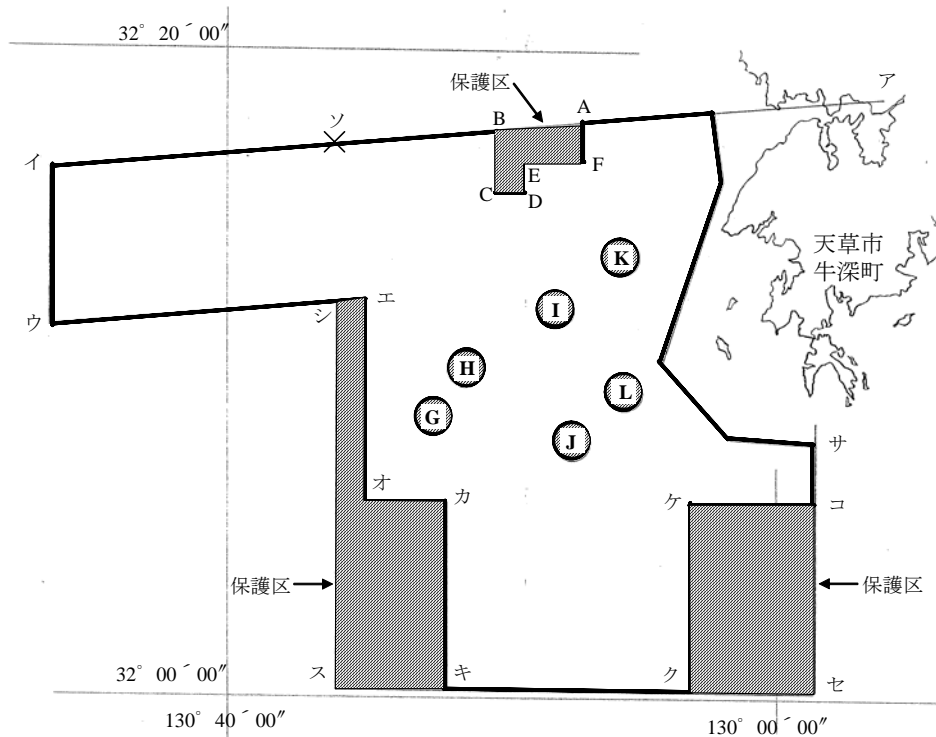 32° 20´ 00″
保護区
ア
ソ
B
A
イ
E
F
C
D
天草市
牛深町
K
I
ウ
シ
エ
H
L
G
J
サ
オ
カ
ケ
コ
保護区
保護区
32° 00´ 00″
ス
キ
ク
セ
130° 40´ 00″
130° 00´ 00″